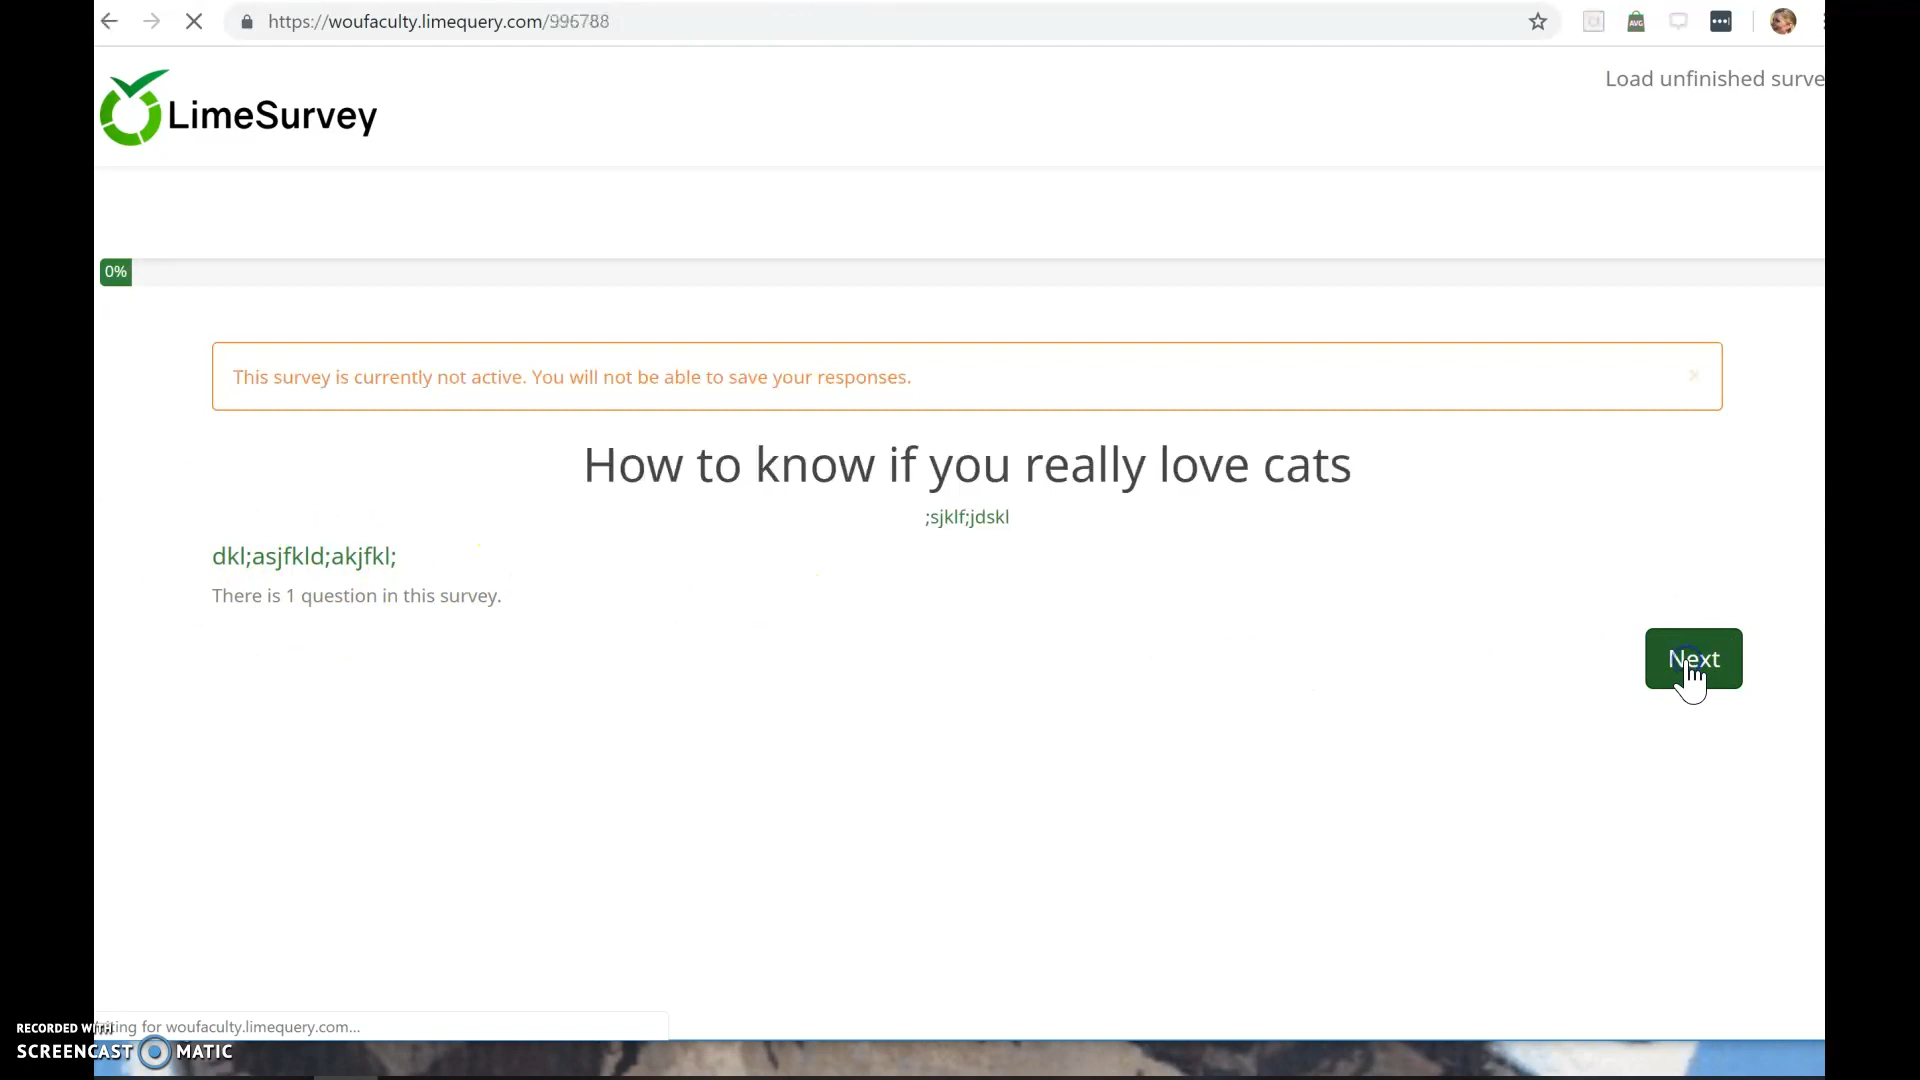 https://woufaculty.limequery.com/996788
AVG
LimeSurvey
Load unfinished surve
0%
This survey is currently not active. You will not be able to save your responses.
×
How to know if you really love cats
;sjklf;jdskl
dkl;asjfkld;akjfkl;
There is 1 question in this survey.
Next
RECORDED WITH
iting for woufaculty.limequery.com...
SCREENCAST MATIC